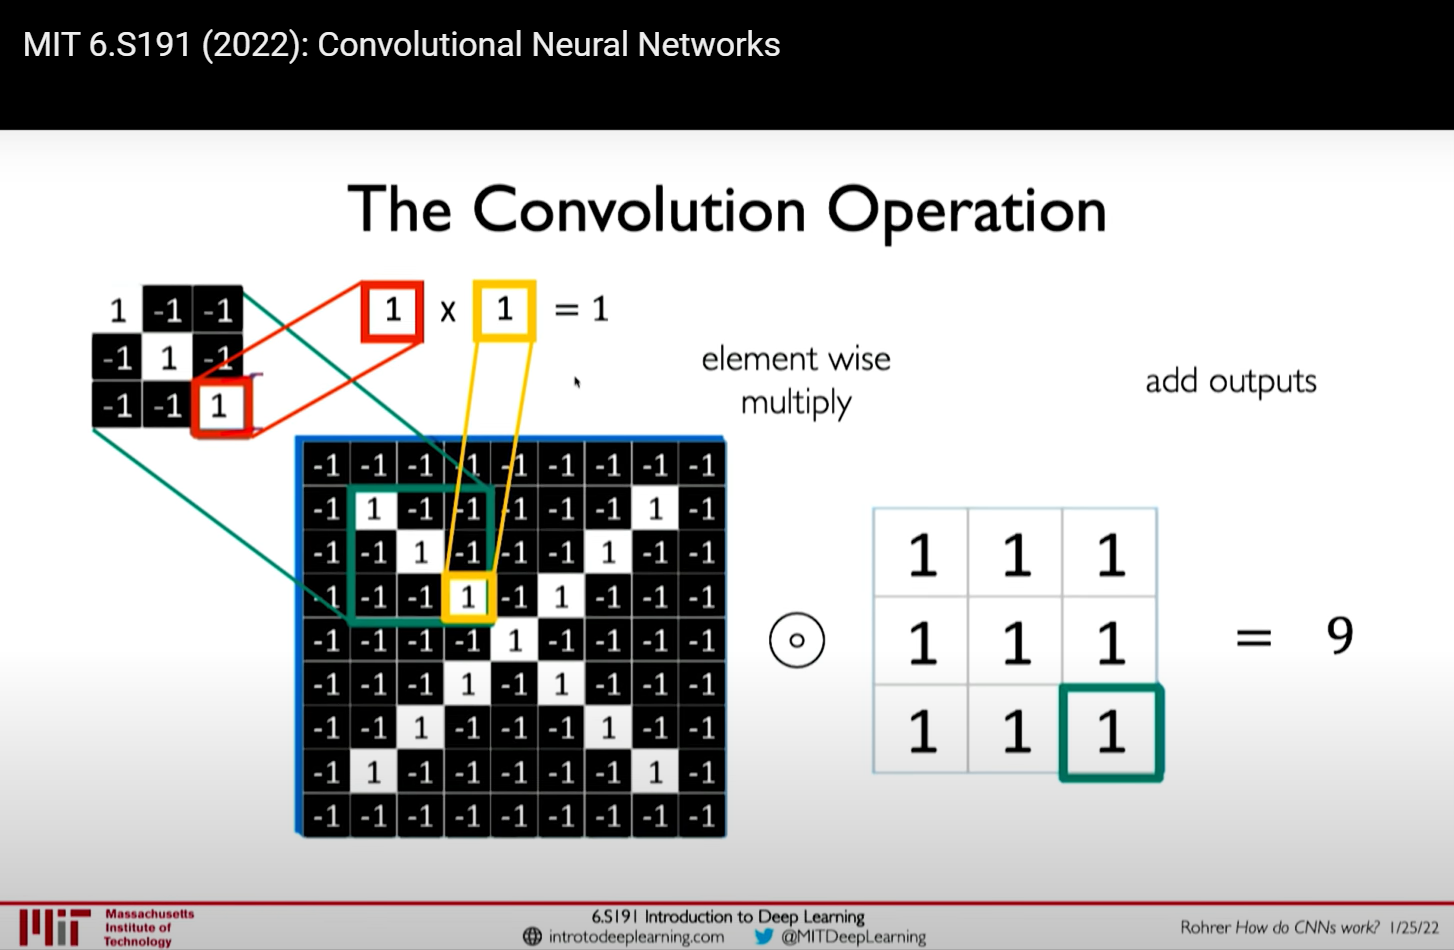 MIT 6.S191 (2022): Convolutional Neural Networks
The Convolution Operation
1 -1 -1
-1 1 -1
-1 -1 1
1 x 1 = 1
element wise
multiply
add outputs
-1 -1 -1 -1 -1 -1 -1 -1 -1
-1 1 -1 -1 -1 -1 -1 1 -1
-1 -1 1 -1 -1 -1 1 -1 -1
-1 -1 -1 1 -1 1 -1 -1 -1
-1 -1 -1 -1 1 -1 -1 -1 -1
-1 -1 -1 1 -1 1 -1 -1 -1
-1 -1 1 -1 -1 -1 1 -1 -1
-1 1 -1 -1 -1 -1 -1 1 -1
-1 -1 -1 -1 -1 -1 -1 -1 -1
1 1 1
1 1 1
1 1 1
= 9
Massachusetts
Institute of
Technology
6.S191 Introduction to Deep Learning
introtodeeplearning.com @MITDeepLearning
Rohrer How do CNNs work? 1/25/22